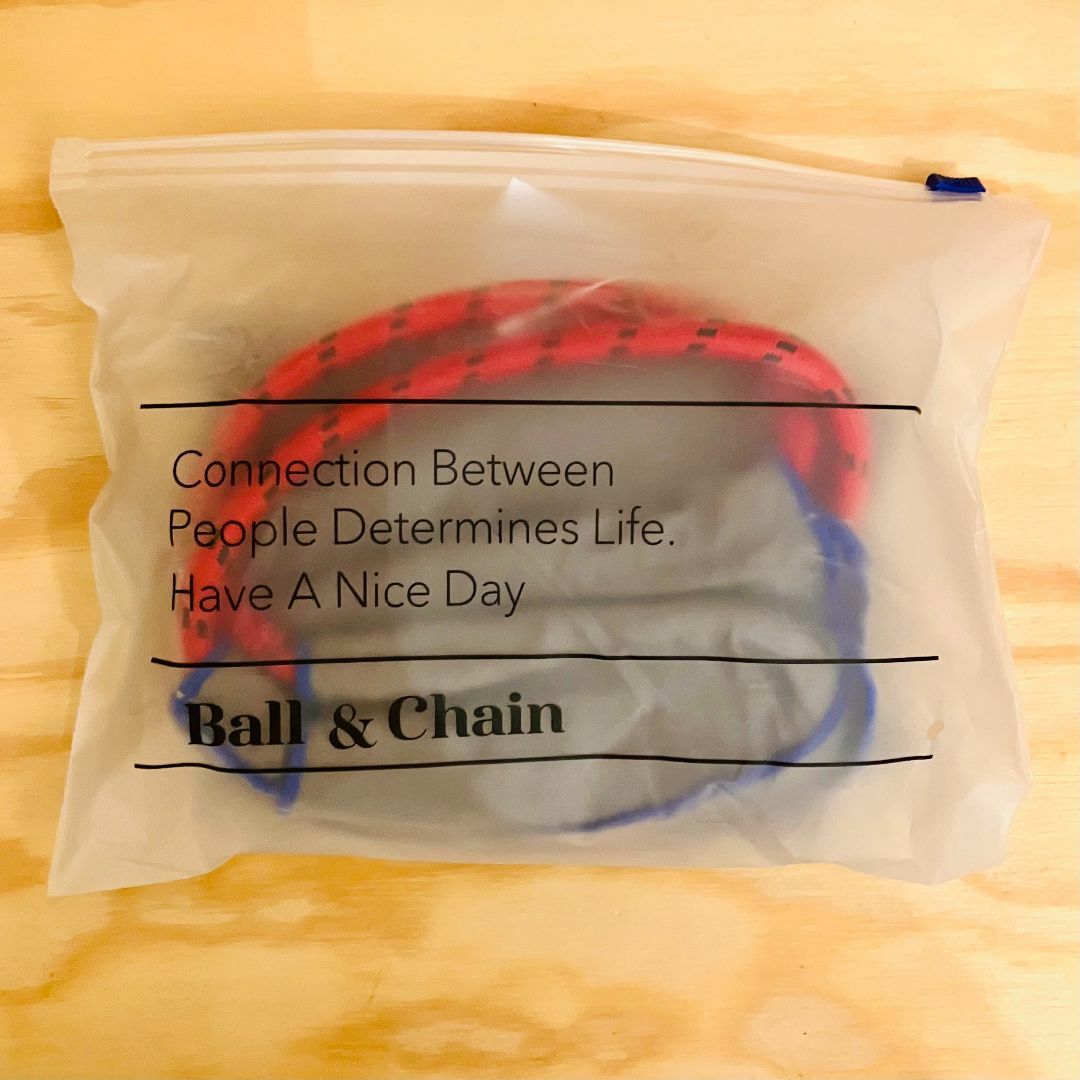 Connection Between
People Determines Life.
Have A Nice Day
Ball & Chain